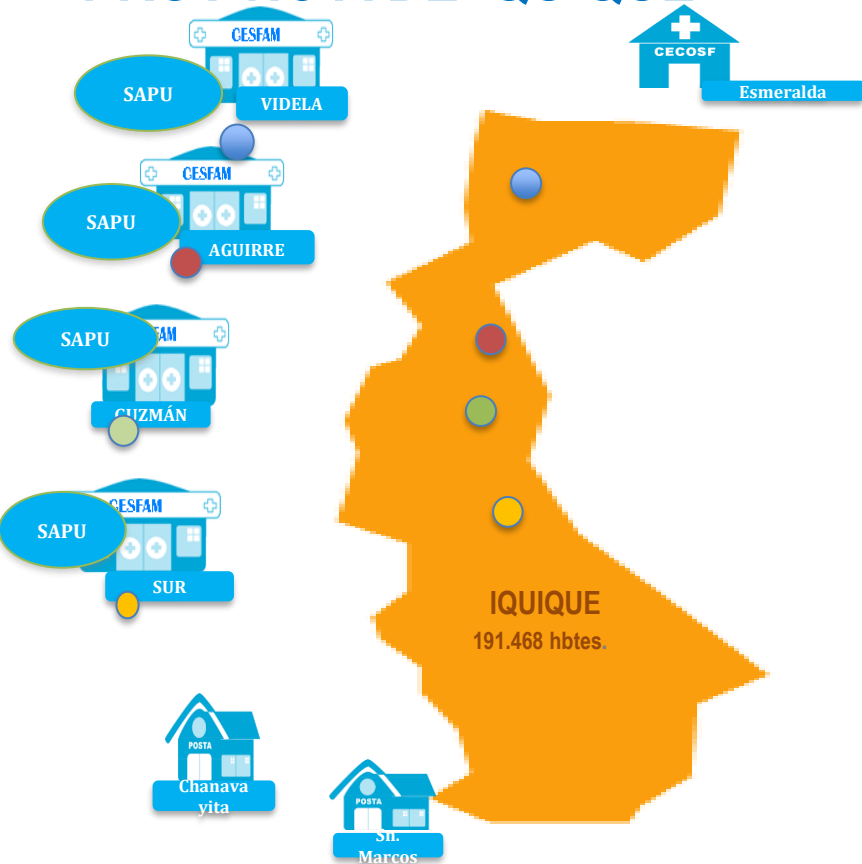 CESFAM
SAPU
VIDELA
CECOSF
Esmeralda
CESFAM
SAPU
AGUIRRE
SAPU
GUZMÁN
CESFAM
SAPU
SUR
IQUIQUE
191.468 hbtes.
POSTA
Chanava
yita
POSTA
Sn.
Marcos